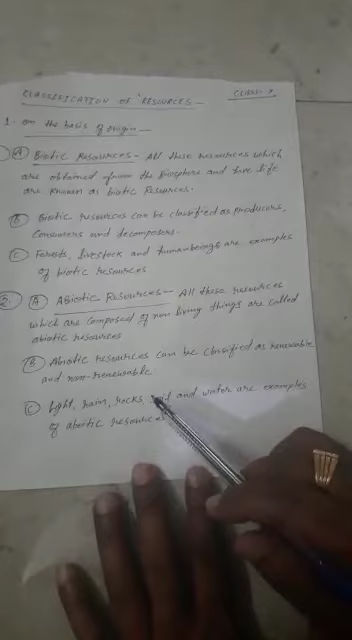 CLASSIFICATION OF "RESOURCES – CLASS- X
1. on the basis of origin —
(A) Biotic Resources - All those resources which
are obtained from the Biosphere and have life
are known as biotic Resources.
(B) Biotic resources can be classified as producers,
consumers and decomposers.
(C) Forests, livestock and human beings are examples
of biotic resources
2. (A) Abiotic Resources - All those resources
which are composed of non living things are called
abiotic resources
(B) Abiotic resources can be classified as renewable
and non-renewable.
(C) Light, rain, rocks, and water are examples
of abiotic resources